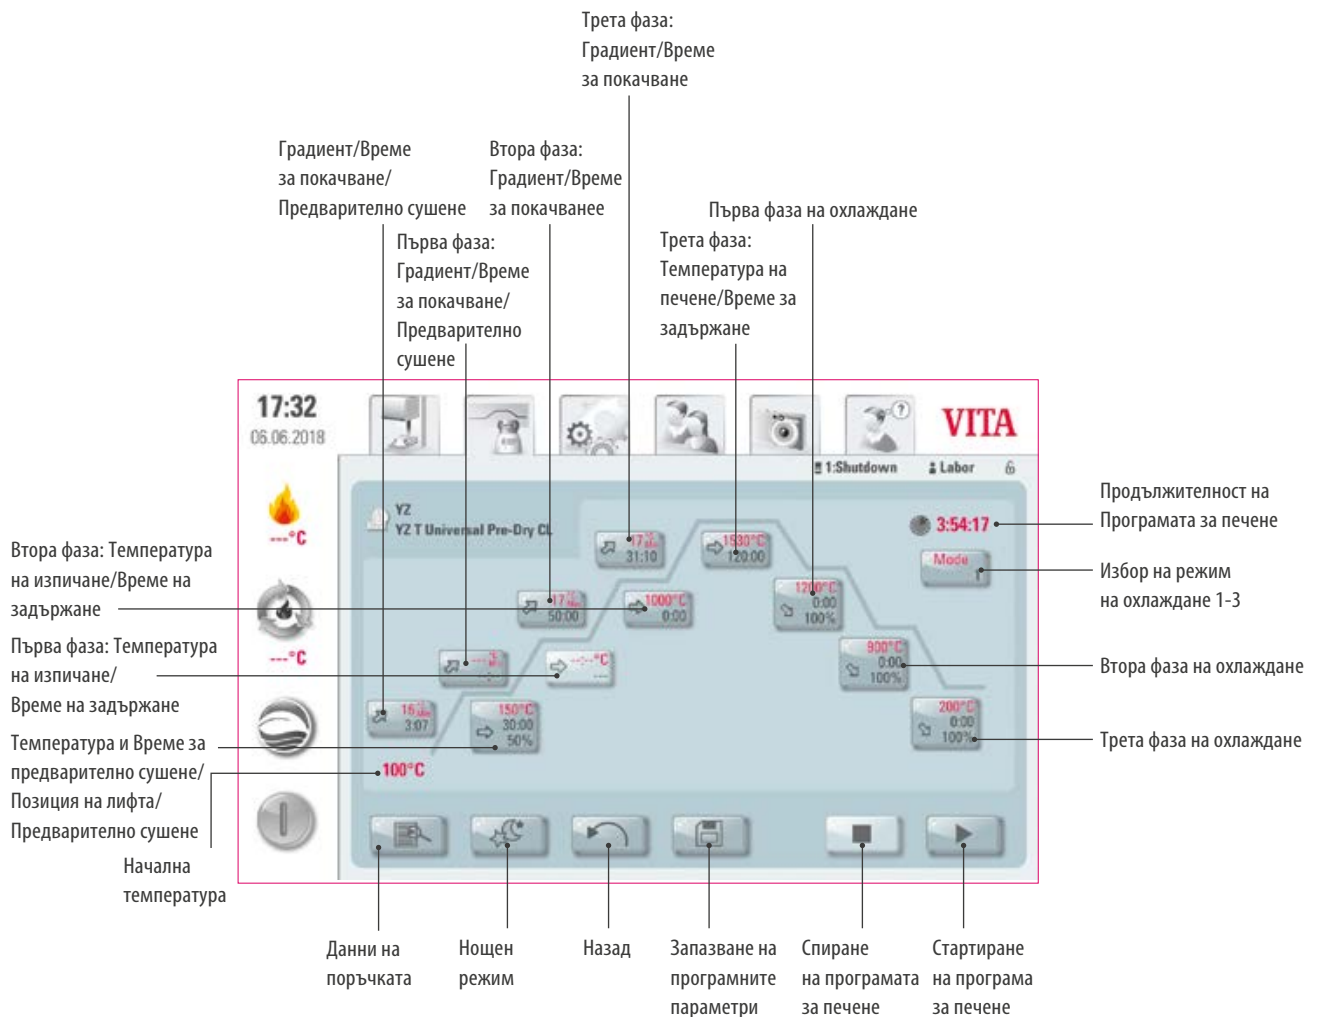 Трета фаза:
Градиент/Време
за покачване
Градиент/Време
за покачване/
Предварително сушене
Втора фаза:
Градиент/Време
за покачванее
Първа фаза на охлаждане
Първа фаза:
Градиент/Време
за покачване/
Предварително
сушене
Трета фаза:
Температура на
печене/Време за
задържане
17:32
06.06.2018
VITA
1:Shutdown
Labor
YZ
YZ T Universal Pre-Dry CL
3:54:17
Mode
1
---°C
---°C
17
31:10
1530°C
120:00
17
50:00
1000°C
0:00
1200°C
0:00
100%
900°C
0:00
100%
200°C
0:00
100%
--:--°C
---
16
3:07
150°C
30:00
50%
100°C
Продължителност на
Програмата за печене
Избор на режим
на охлаждане 1-3
Втора фаза на охлаждане
Трета фаза на охлаждане
Втора фаза: Температура
на изпичане/Време на
задържане
Първа фаза: Температура
на изпичане/
Време на задържане
Температура и Време за
предварително сушене/
Позиция на лифта/
Предварително сушене
Начална
температура
Данни на
поръчката
Нощен
режим
Назад
Запазване на
програмните
параметри
Спиране
на програмата
за печене
Стартиране
на програма
за печене